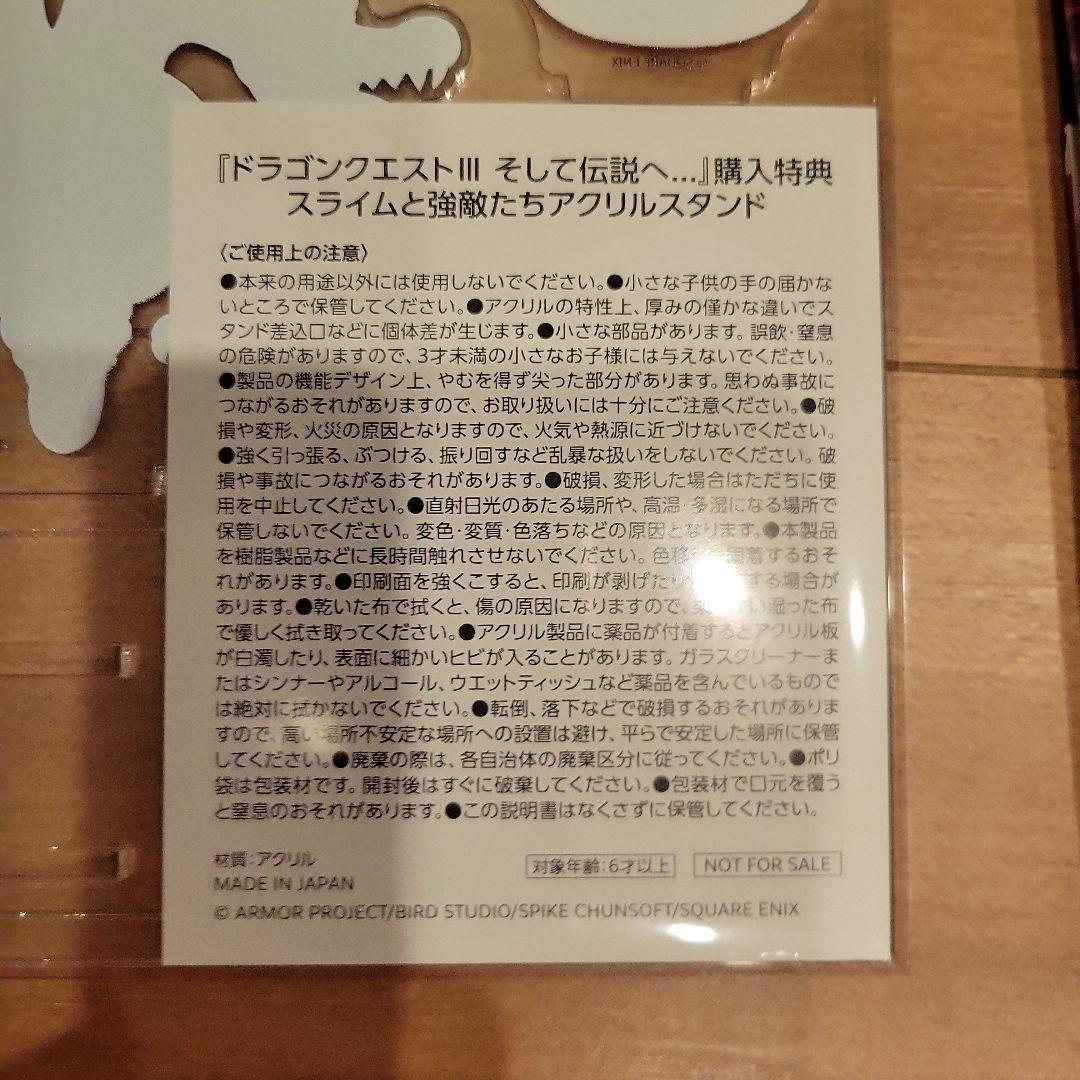 © SQUARE ENIX
『ドラゴンクエストIII そして伝説へ…』購入特典
スライムと強敵たちアクリルスタンド
〈ご使用上の注意〉
●本来の用途以外には使用しないでください。●小さな子供の手の届かな
いところで保管してください。●アクリルの特性上、厚みの僅かな違いでス
タンド差込口などに個体差が生じます。●小さな部品があります。誤飲・窒息
の危険がありますので、3才未満の小さなお子様には与えないでください。
●製品の機能デザイン上、やむを得ず尖った部分があります。思わぬ事故に
つながるおそれがありますので、お取り扱いには十分にご注意ください。●破
損や変形、火災の原因となりますので、火気や熱源に近づけないでください。
●強く引っ張る、ぶつける、振り回すなど乱暴な扱いをしないでください。破
損や事故につながるおそれがあります。●破損、変形した場合はただちに使
用を中止してください。●直射日光のあたる場所や、高温・多湿になる場所で
保管しないでください。変色・変質・色落ちなどの原因となります。●本製品
を樹脂製品などに長時間触れさせないでください。色移 着するおそ
れがあります。●印刷面を強くこすると、印刷が剥げたり する場合が
あります。●乾いた布で拭くと、傷の原因になりますので、 い湿った布
で優しく拭き取ってください。●アクリル製品に薬品が付着するとアクリル板
が白濁したり、表面に細かいヒビが入ることがあります。ガラスクリーナーま
たはシンナーやアルコール、ウエットティッシュなど薬品を含んでいるもので
は絶対に拭かないでください。●転倒、落下などで破損するおそれがありま
すので、高い場所不安定な場所への設置は避け、平らで安定した場所に保管
してください。●廃棄の際は、各自治体の廃棄区分に従ってください。●ポリ
袋は包装材です。開封後はすぐに破棄してください。●包装材で口元を覆う
と窒息のおそれがあります。●この説明書はなくさずに保管してください。
材質:アクリル
対象年齢:6才以上
NOT FOR SALE
MADE IN JAPAN
© ARMOR PROJECT/BIRD STUDIO/SPIKE CHUNSOFT/SQUARE ENIX